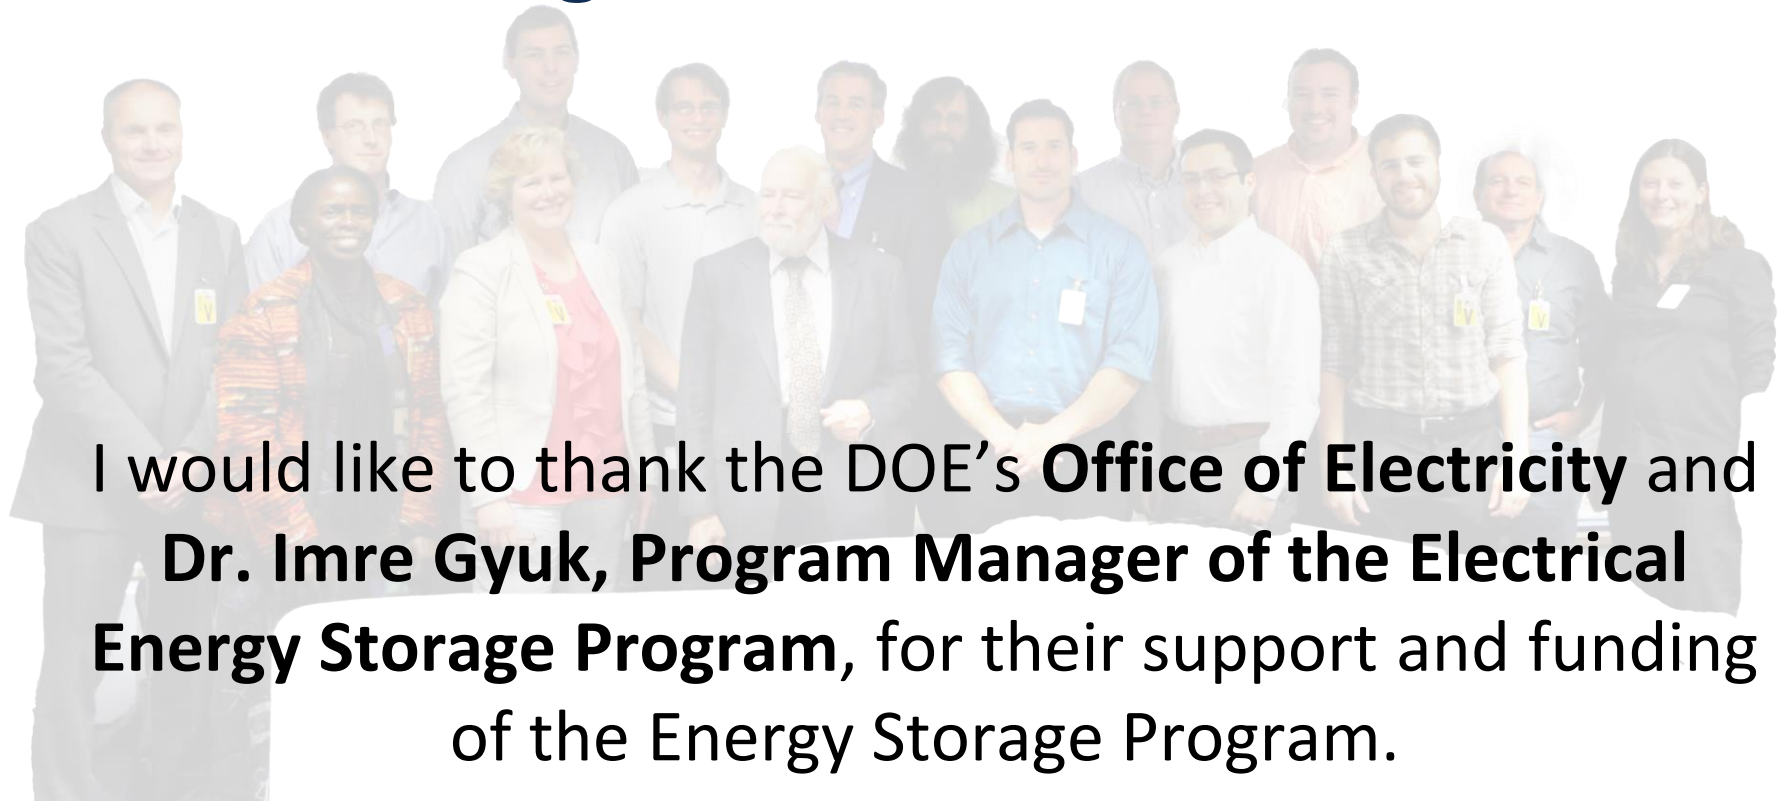 I would like to thank the DOE’s Office of Electricity and
Dr. Imre Gyuk, Program Manager of the Electrical
Energy Storage Program, for their support and funding
of the Energy Storage Program.